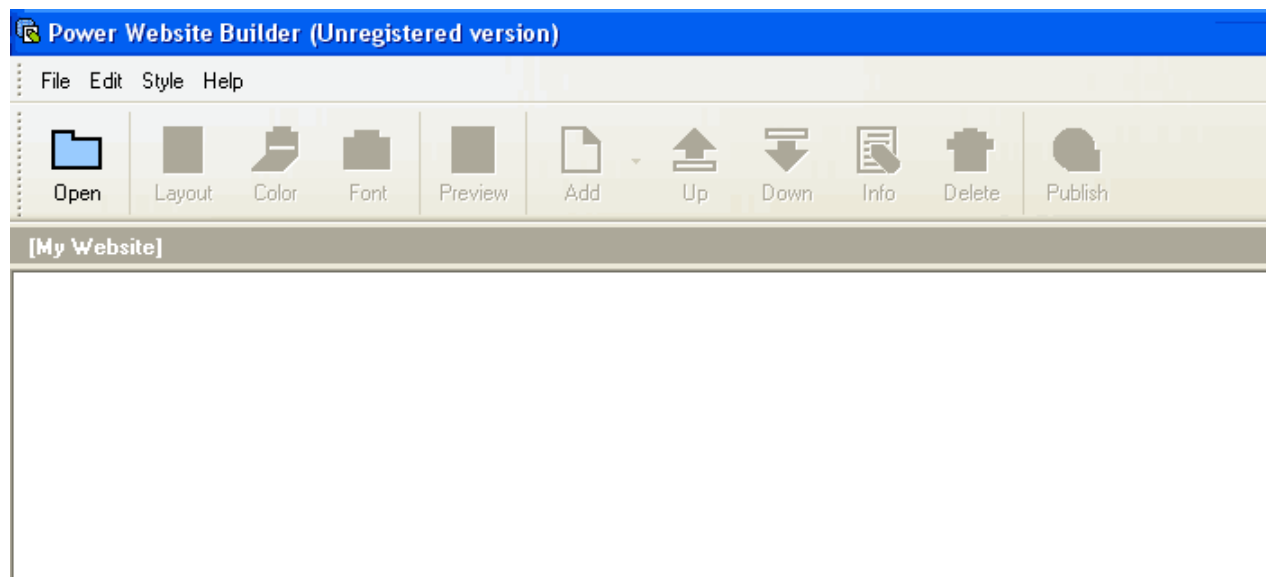 Power Website Builder (Unregistered version)
File Edit Style Help
Open Layout Color Font Preview Add Up Down Info Delete Publish
[My Website]